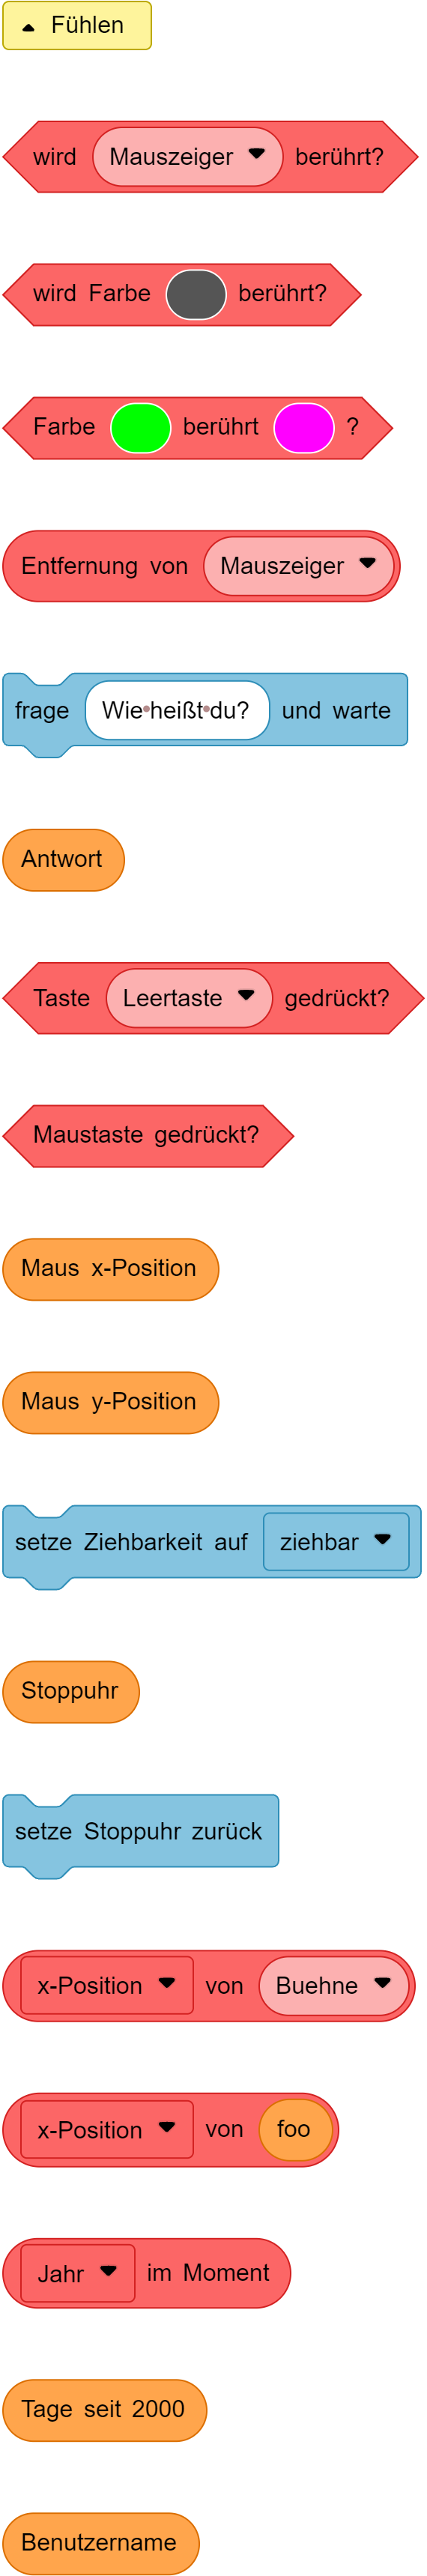 Fühlen
wird Mauszeiger berührt?
wird Farbe berührt?
Farbe berührt ?
Entfernung von Mauszeiger
frage Wie•heißt•du? und warte
Antwort
Taste Leertaste gedrückt?
Maustaste gedrückt?
Maus x-Position
Maus y-Position
setze Ziehbarkeit auf ziehbar
Stoppuhr
setze Stoppuhr zurück
x-Position von Buehne
x-Position von foo
Jahr im Moment
Tage seit 2000
Benutzername